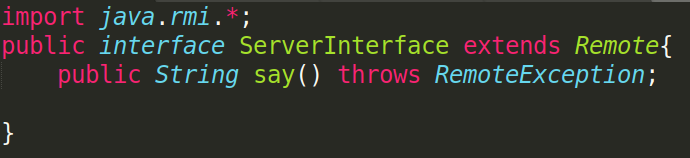 import java.rmi.*;
public interface ServerInterface extends Remote{
    public String say() throws RemoteException;
}